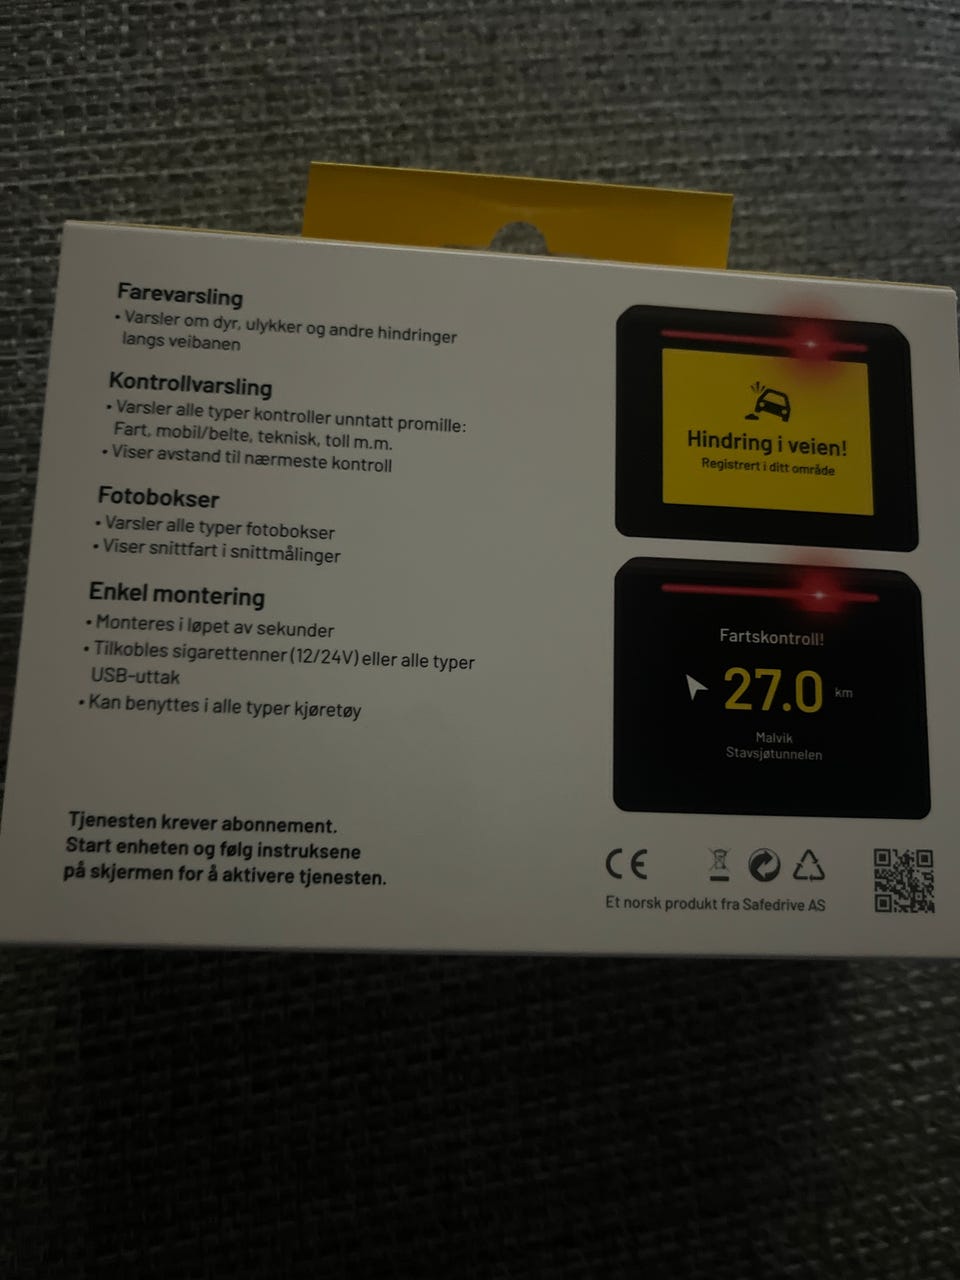 Farevarsling
• Varsler om dyr, ulykker og andre hindringer
langs veibanen
Kontrollvarsling
• Varsler alle typer kontroller unntatt promille:
Fart, mobil/belte, teknisk, toll m.m.
• Viser avstand til nærmeste kontroll
Fotobokser
• Varsler alle typer fotobokser
• Viser snittfart i snittmålinger
Enkel montering
• Monteres i løpet av sekunder
• Tilkobles sigarettenner (12/24V) eller alle typer
USB-uttak
• Kan benyttes i alle typer kjøretøy
Tjenesten krever abonnement.
Start enheten og følg instruksene
på skjermen for å aktivere tjenesten.
Hindring i veien!
Registrert i ditt område
Fartskontroll!
27.0 km
Malvik
Stavsjøtunnelen
CE
Et norsk produkt fra Safedrive AS